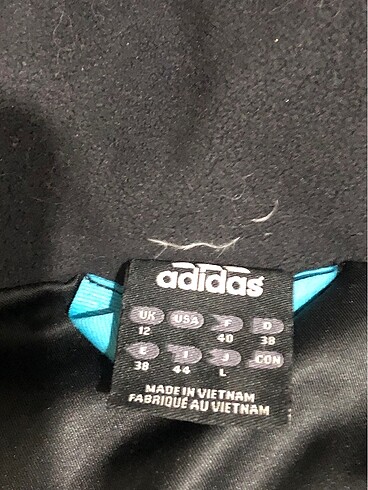 adidas
UK USA F D
12 40 38
E I J CON
38 44 L
MADE IN VIETNAM
FABRIQUÉ AU VIETNAM